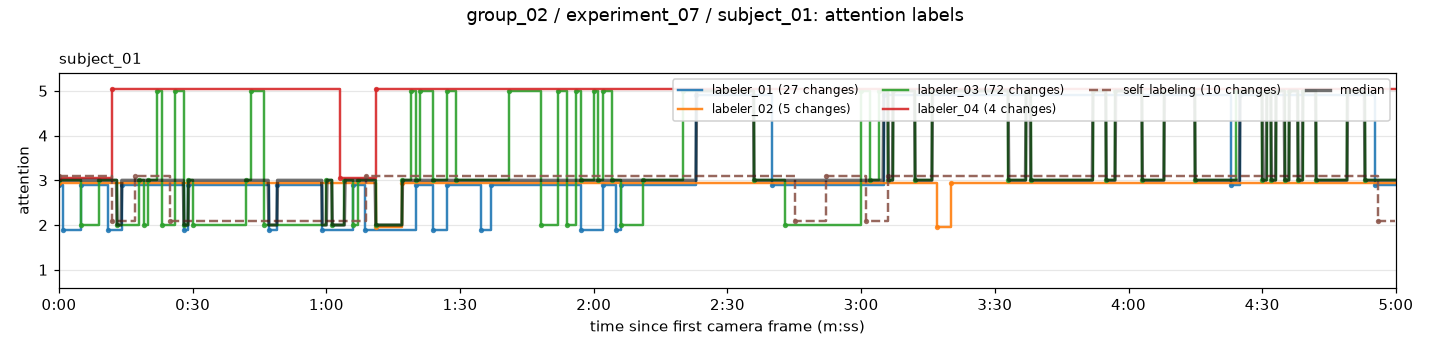 group_02 / experiment_07 / subject_01: attention labels
subject_01
labeler_01 (27 changes)
labeler_02 (5 changes)
labeler_03 (72 changes)
labeler_04 (4 changes)
self_labeling (10 changes)
median
attention
5
4
3
2
1
0:00 0:30 1:00 1:30 2:00 2:30 3:00 3:30 4:00 4:30 5:00
time since first camera frame (m:ss)